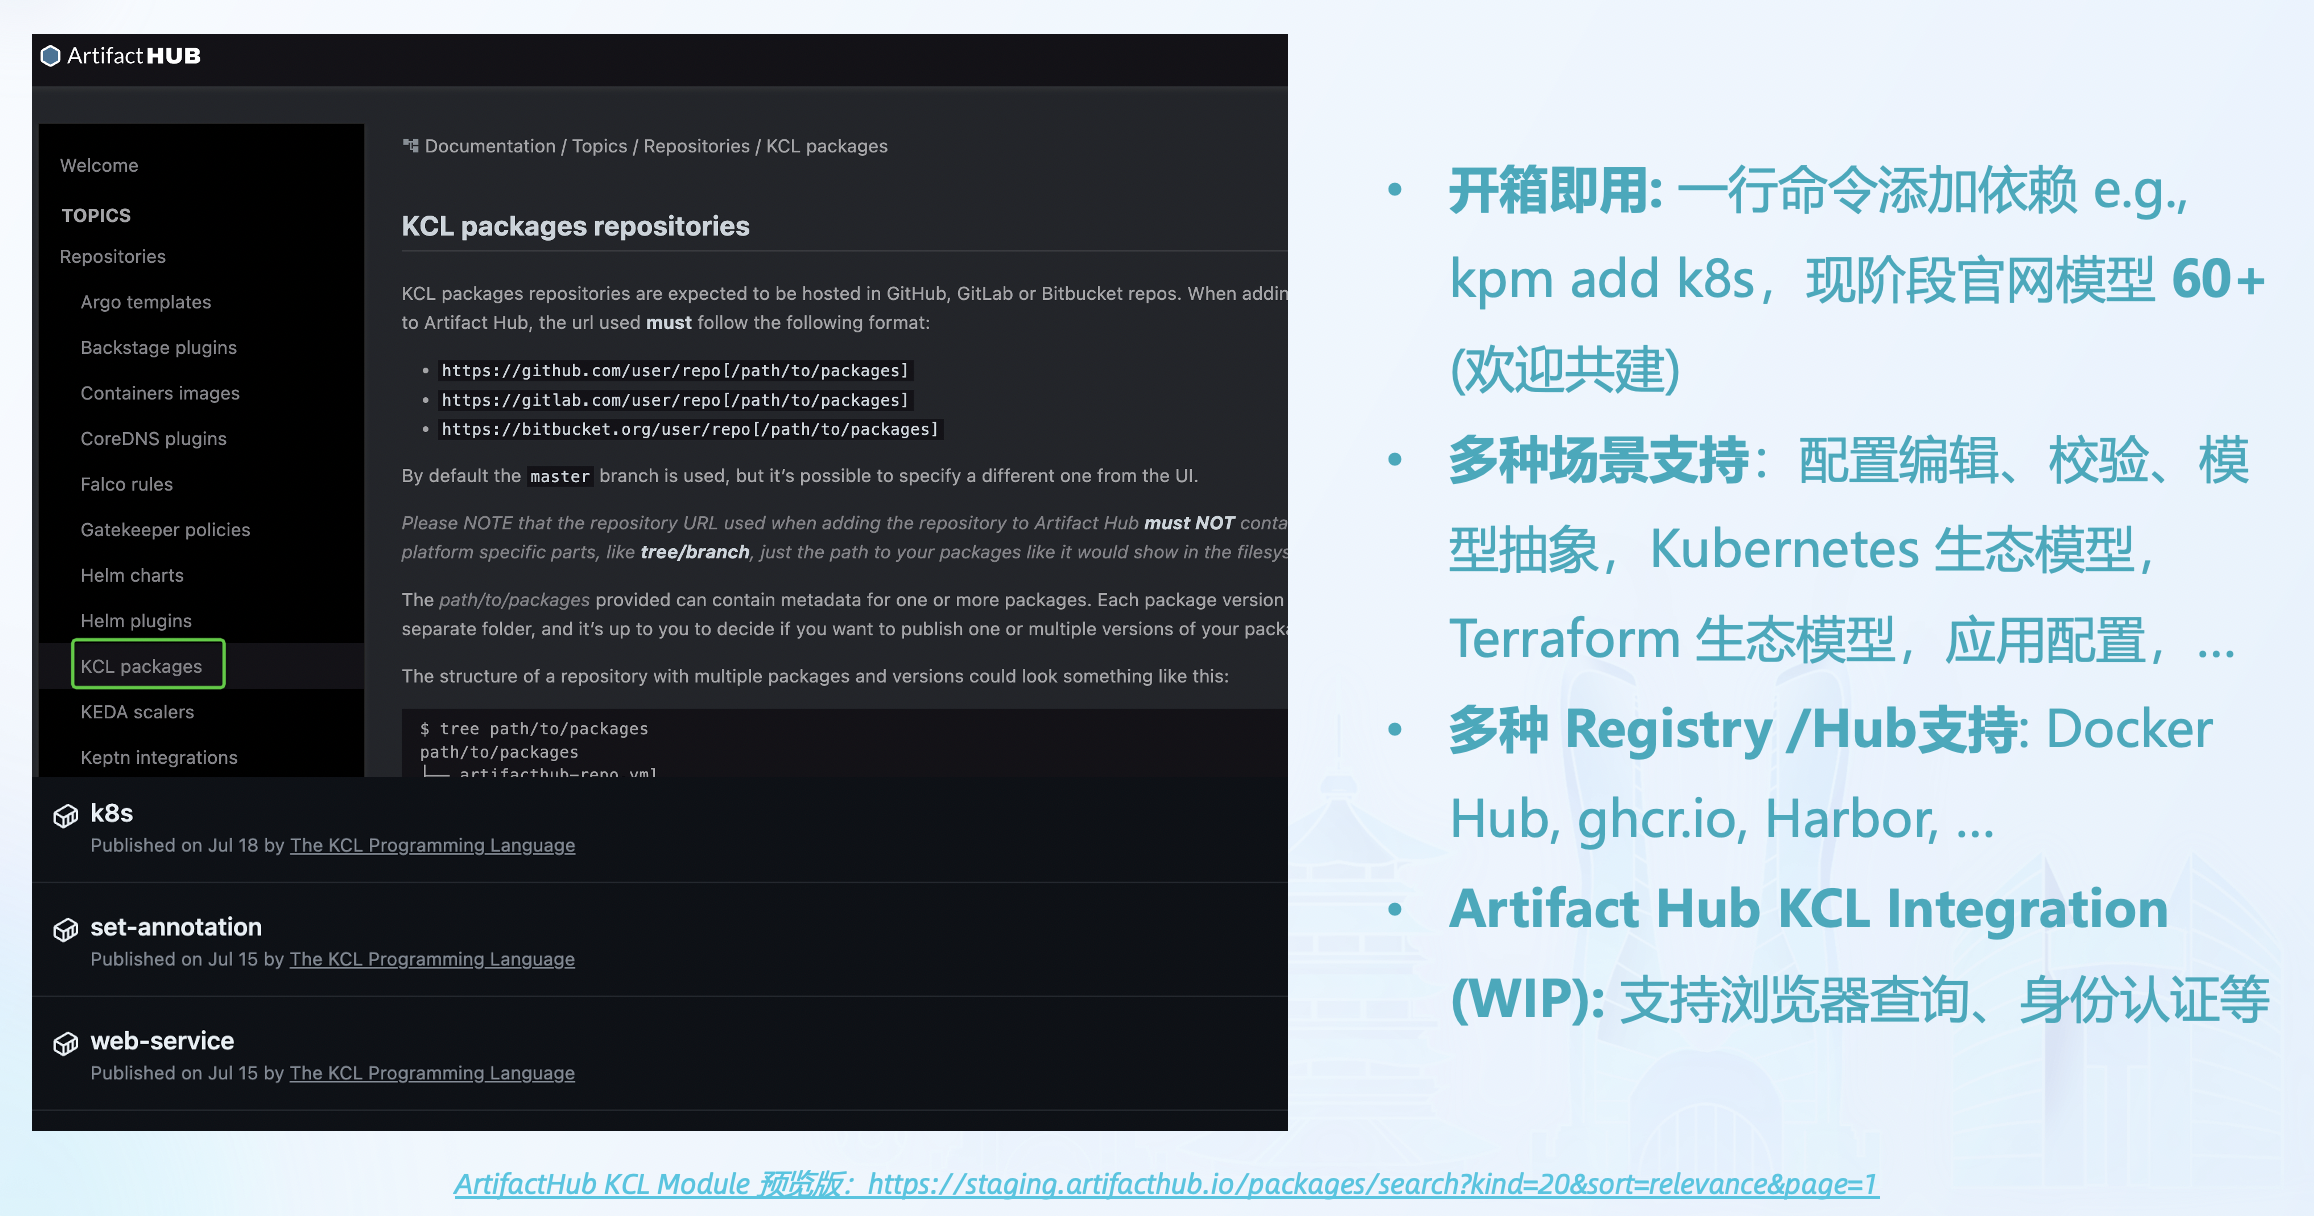 ArtifactHUB
Welcome
TOPICS
Repositories
Argo templates
Backstage plugins
Containers images
CoreDNS plugins
Falco rules
Gatekeeper policies
Helm charts
Helm plugins
KCL packages
KEDA scalers
Keptn integrations
Documentation / Topics / Repositories / KCL packages
KCL packages repositories
KCL packages repositories are expected to be hosted in GitHub, GitLab or Bitbucket repos. When addin
to Artifact Hub, the url used must follow the following format:
• https://github.com/user/repo[/path/to/packages]
• https://gitlab.com/user/repo[/path/to/packages]
• https://bitbucket.org/user/repo[/path/to/packages]
By default the master branch is used, but it's possible to specify a different one from the UI.
Please NOTE that the repository URL used when adding the repository to Artifact Hub must NOT conta
platform specific parts, like tree/branch, just the path to your packages like it would show in the filesys
The path/to/packages provided can contain metadata for one or more packages. Each package version
separate folder, and it's up to you to decide if you want to publish one or multiple versions of your packa
The structure of a repository with multiple packages and versions could look something like this:
$ tree path/to/packages
path/to/packages
├── artifacthub-repo.yml
k8s
Published on Jul 18 by The KCL Programming Language
set-annotation
Published on Jul 15 by The KCL Programming Language
web-service
Published on Jul 15 by The KCL Programming Language
• 开箱即用: 一行命令添加依赖 e.g.,
kpm add k8s，现阶段官网模型 60+
(欢迎共建)
• 多种场景支持：配置编辑、校验、模
型抽象，Kubernetes 生态模型，
Terraform 生态模型，应用配置，...
• 多种 Registry /Hub支持: Docker
Hub, ghcr.io, Harbor, ...
• Artifact Hub KCL Integration
(WIP): 支持浏览器查询、身份认证等
ArtifactHub KCL Module 预览版：https://staging.artifacthub.io/packages/search?kind=20&sort=relevance&page=1